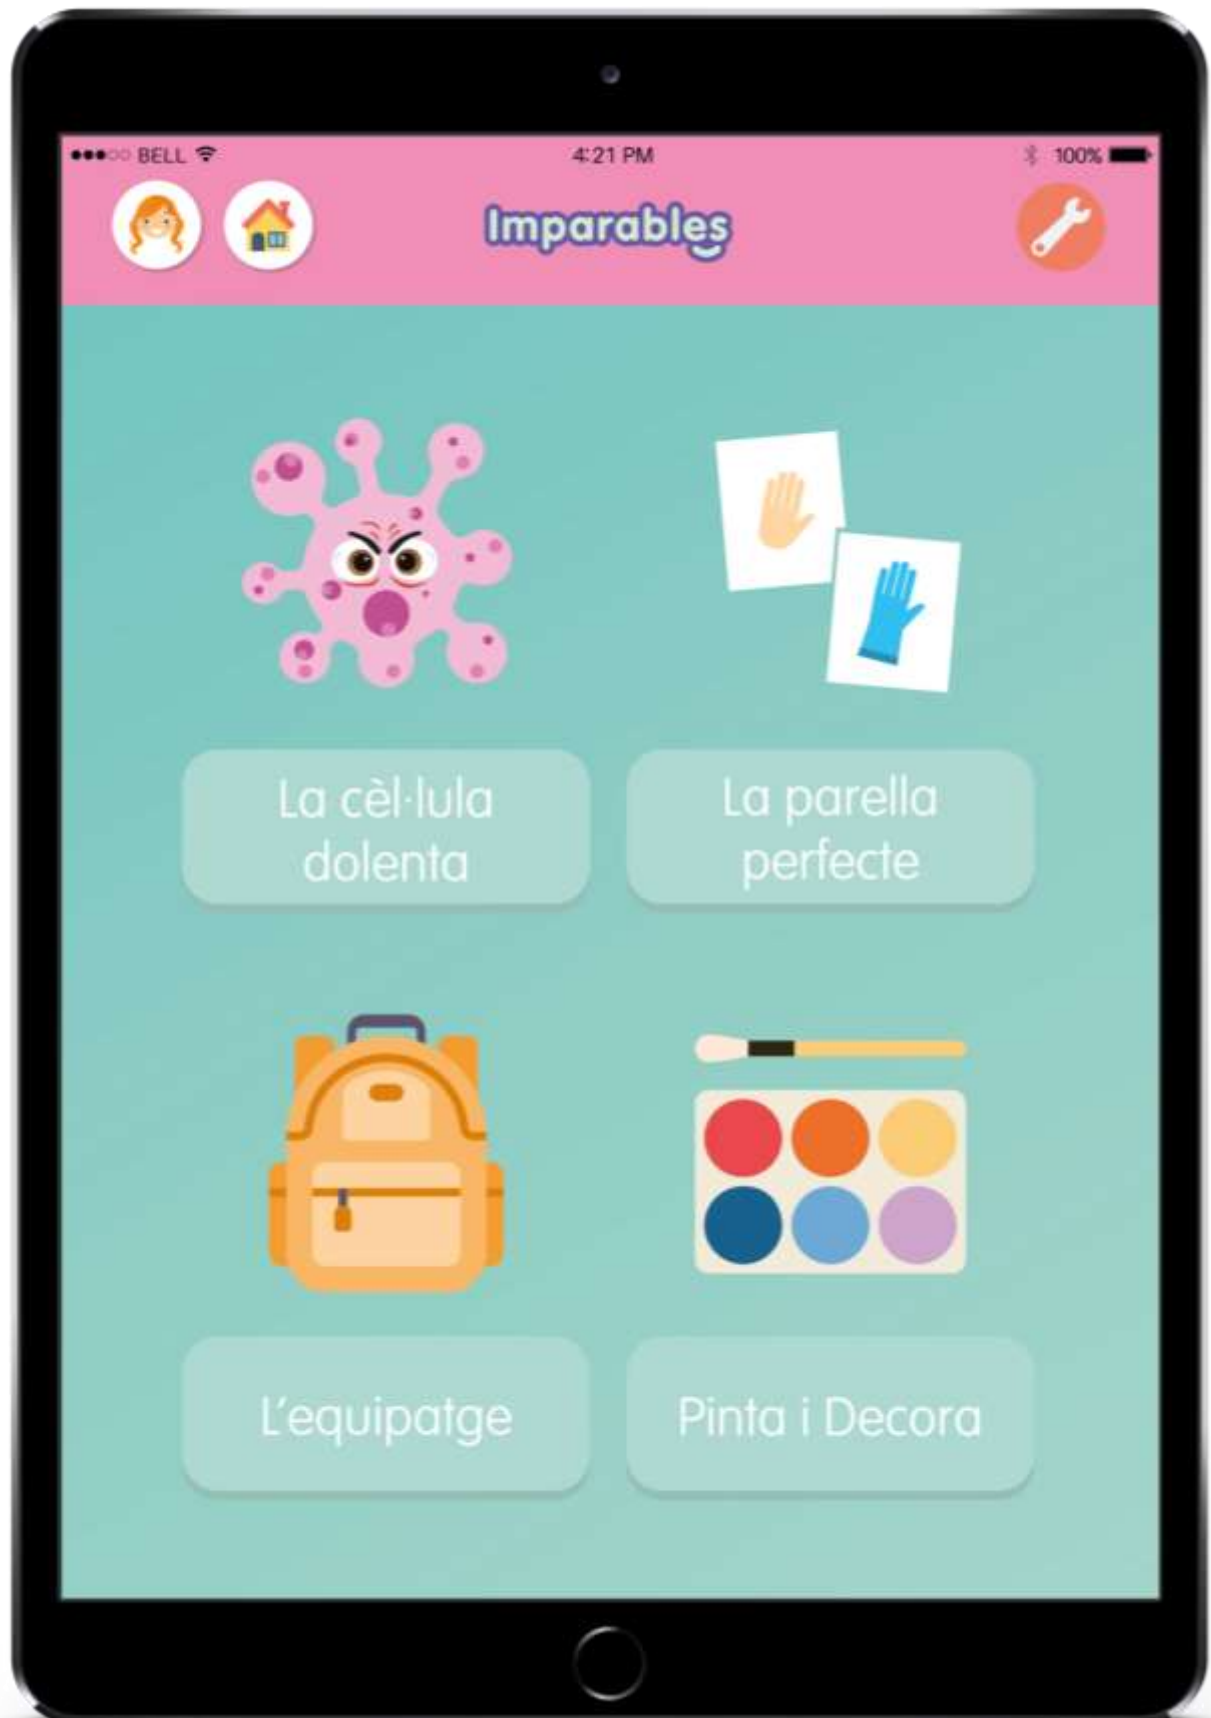 BELL 4:21 PM 100%
Imparables
La cèl·lula
dolenta
La parella
perfecte
L'equipatge
Pinta i Decora